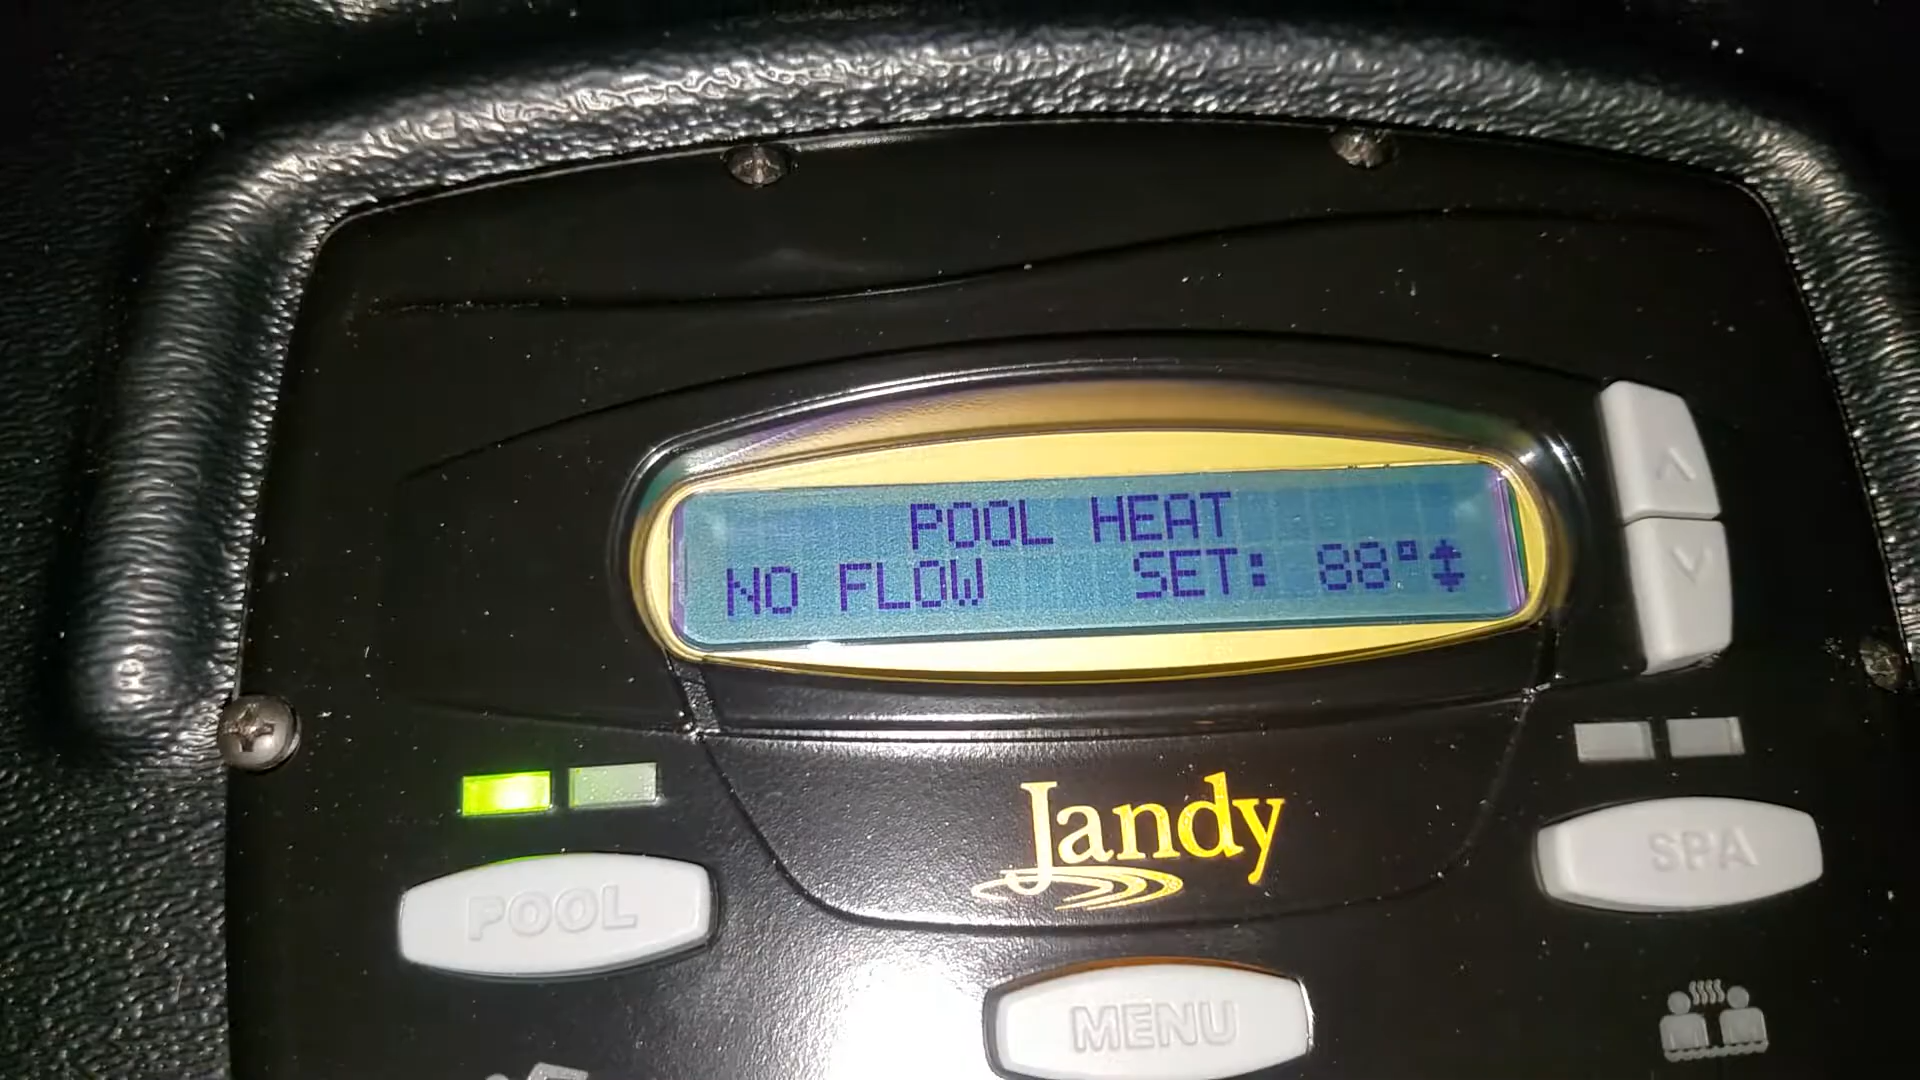 POOL HEAT
NO FLOW SET: 88°
Jandy
POOL
SPA
MENU